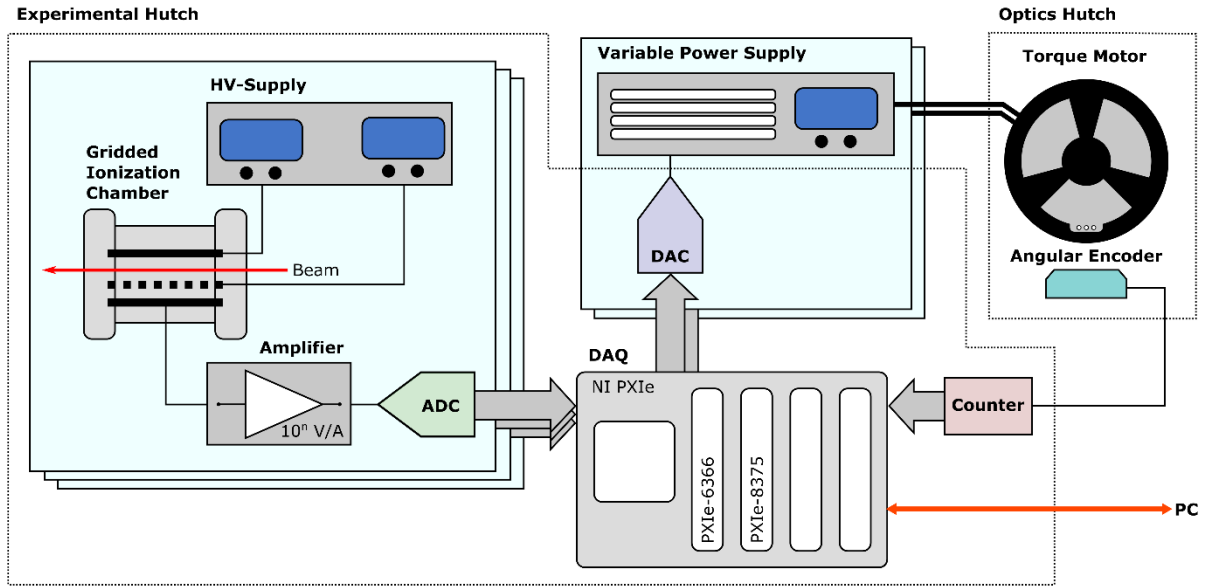 Experimental Hutch
Optics Hutch
Variable Power Supply
Torque Motor
HV-Supply
Gridded
Ionization
Chamber
Beam
DAC
Angular Encoder
Amplifier
10ⁿ V/A
ADC
DAQ
NI PXIe
PXIe-6366
PXIe-8375
Counter
PC